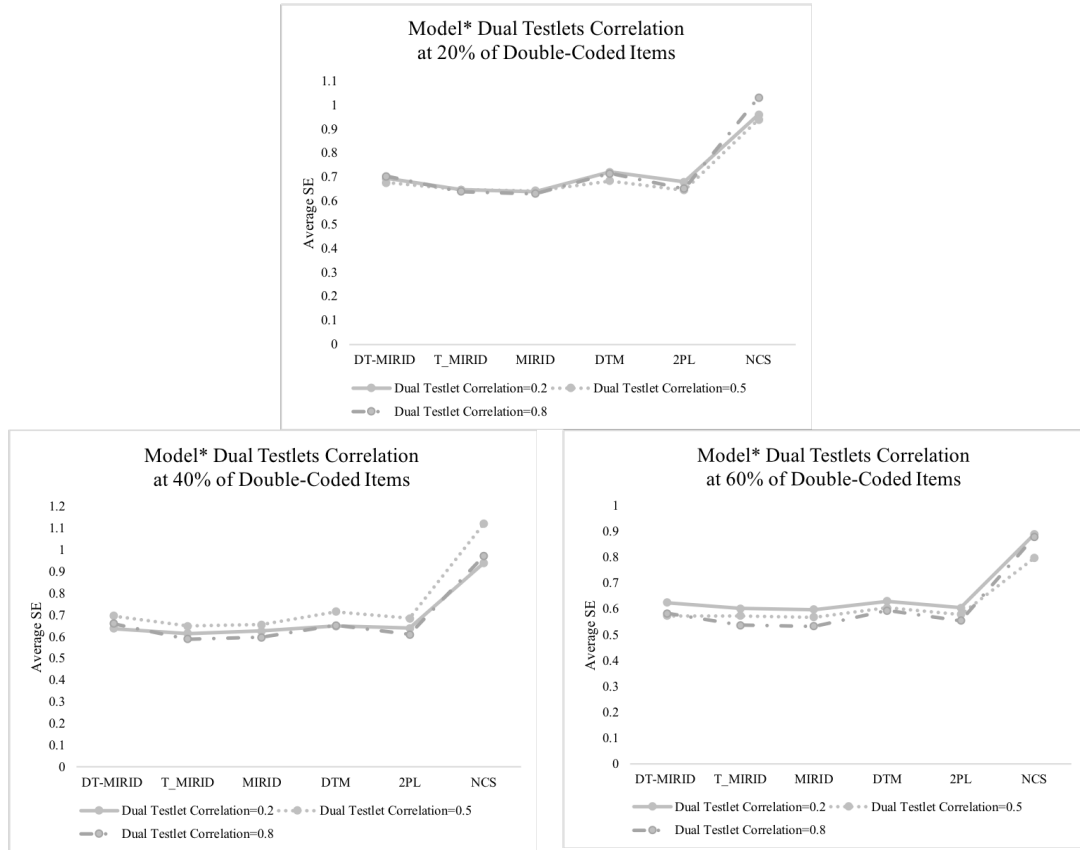 Model* Dual Testlets Correlation
at 20% of Double-Coded Items
1.1
1
0.9
0.8
0.7
0.6
0.5
0.4
0.3
0.2
0.1
0
Average SE
DT-MIRID T_MIRID MIRID DTM 2PL NCS
Dual Testlet Correlation=0.2 Dual Testlet Correlation=0.5
Dual Testlet Correlation=0.8
Model* Dual Testlets Correlation
at 40% of Double-Coded Items
1.2
1.1
1
0.9
0.8
0.7
0.6
0.5
0.4
0.3
0.2
0.1
0
Average SE
DT-MIRID T_MIRID MIRID DTM 2PL NCS
Dual Testlet Correlation=0.2 Dual Testlet Correlation=0.5
Dual Testlet Correlation=0.8
Model* Dual Testlets Correlation
at 60% of Double-Coded Items
1
0.9
0.8
0.7
0.6
0.5
0.4
0.3
0.2
0.1
0
Average SE
DT-MIRID T_MIRID MIRID DTM 2PL NCS
Dual Testlet Correlation=0.2 Dual Testlet Correlation=0.5
Dual Testlet Correlation=0.8